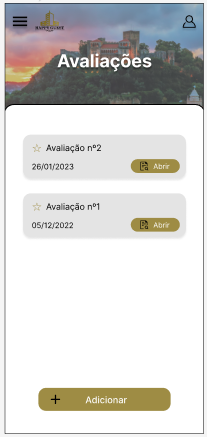 Avaliações
Avaliação nº2
26/01/2023
Abrir
Avaliação nº1
05/12/2022
Abrir
Adicionar